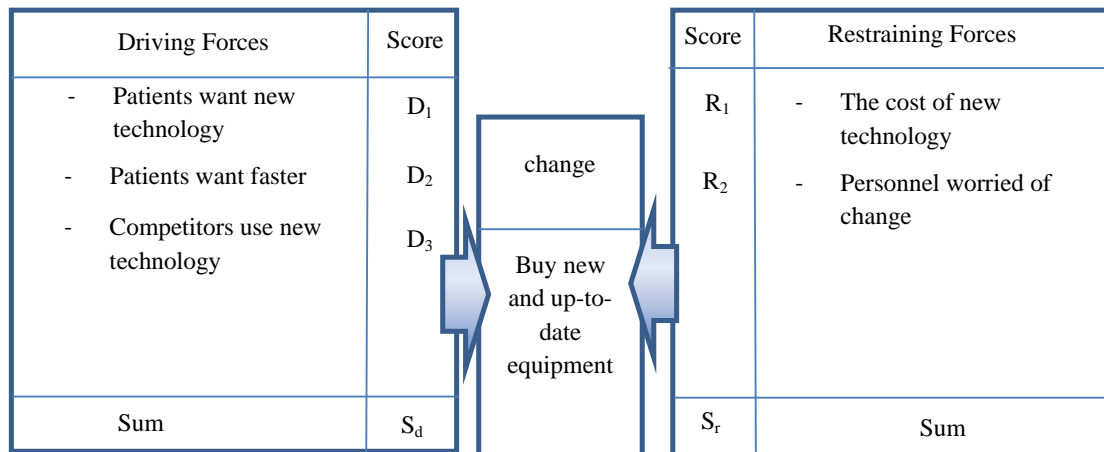 Driving Forces
Score
- Patients want new
technology
D1
- Patients want faster
D2
- Competitors use new
technology
D3
Sum
Sd
change
Buy new
and up-to-
date
equipment
Score
Restraining Forces
R1
- The cost of new
technology
R2
- Personnel worried of
change
Sr
Sum